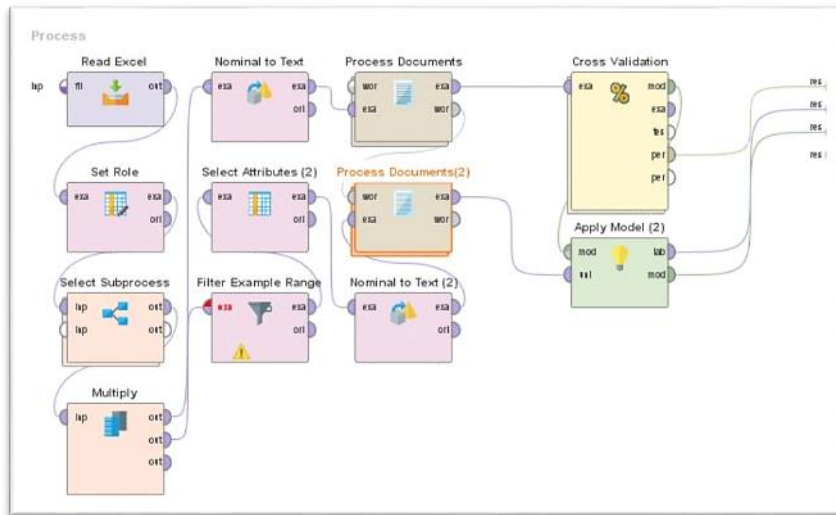 Process
Read Excel
Nominal to Text
Process Documents
Cross Validation
inp
fil
out
exa
exa
ori
wor
exa
exa
wor
exa
mod
exa
tes
per
per
res
res
res
res
Set Role
Select Attributes (2)
Process Documents(2)
Apply Model (2)
exa
exa
ori
exa
exa
ori
wor
exa
exa
wor
mod
unl
lab
mod
Select Subprocess
Filter Example Range
Nominal to Text (2)
inp
inp
out
out
exa
exa
ori
exa
exa
ori
Multiply
inp
out
out
out